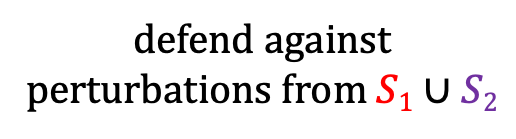 defend against
perturbations from S₁ ∪ S₂